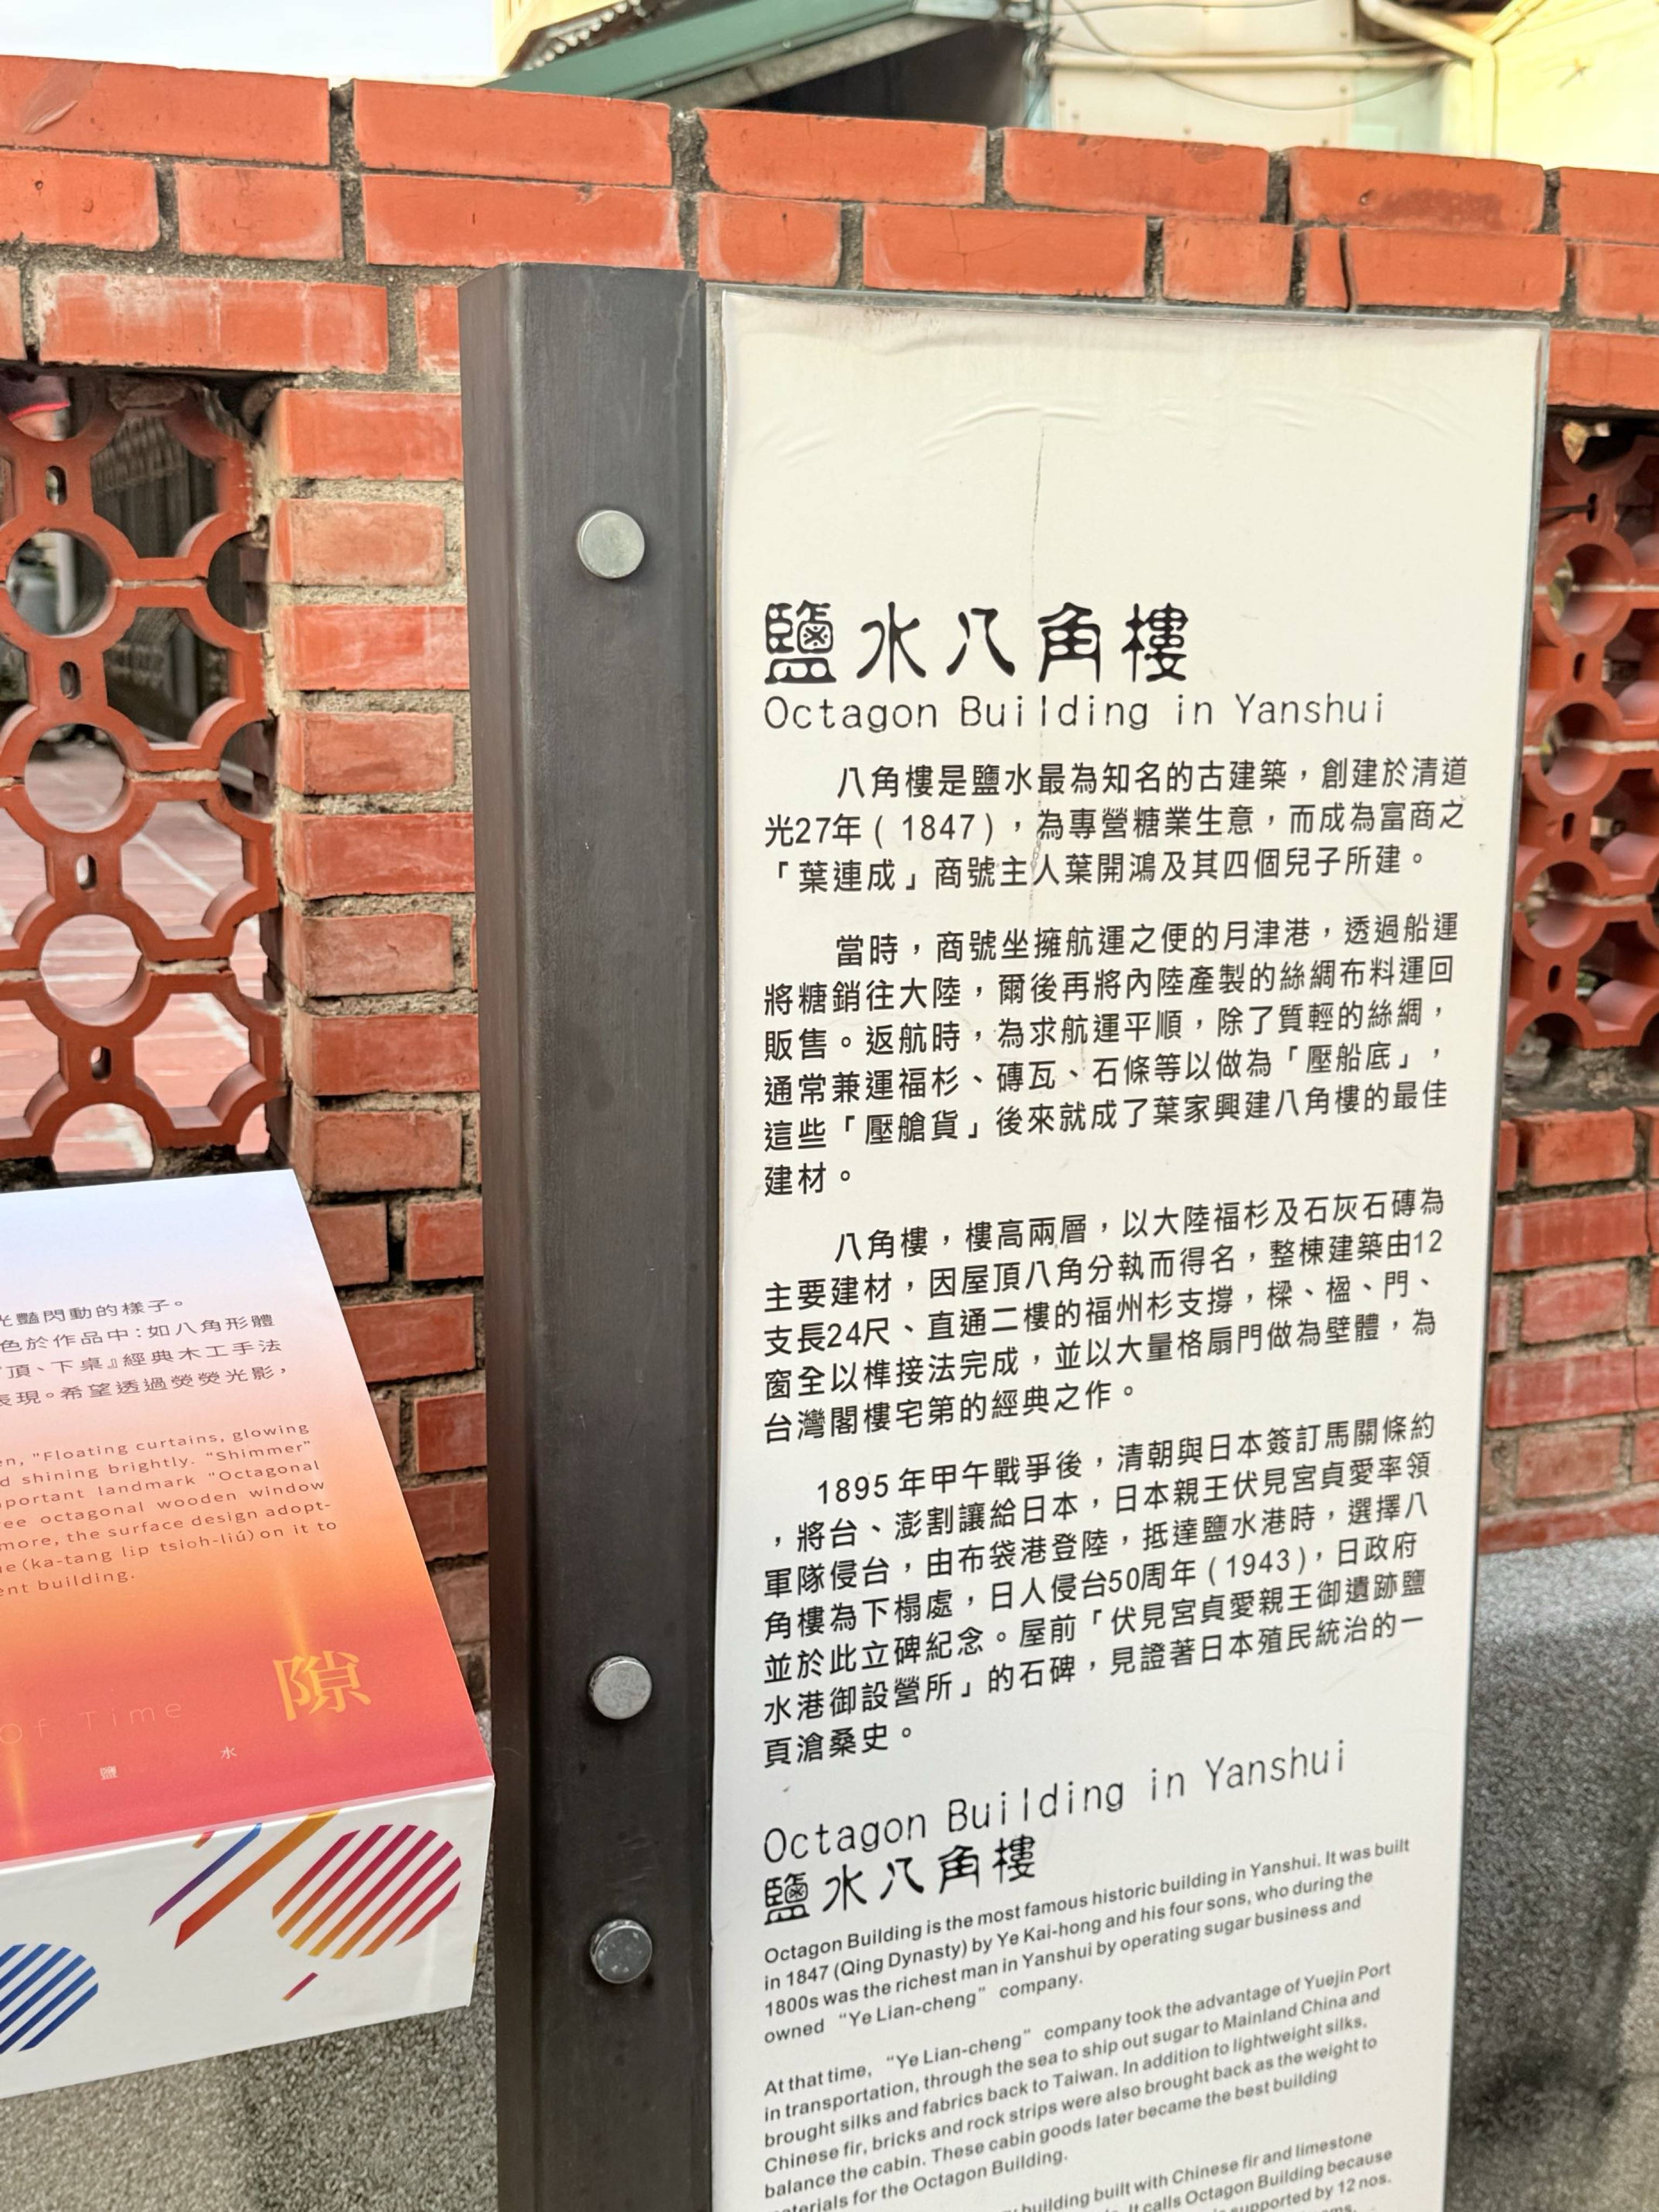 鹽水八角樓
Octagon Building in Yanshui
八角樓是鹽水最為知名的古建築，創建於清道
光27年（1847），為專營糖業生意，而成為富商之
「葉連成」商號主人葉開鴻及其四個兒子所建。
當時，商號坐擁航運之便的月津港，透過船運
將糖銷往大陸，爾後再將內陸產製的絲綢布料運回
販售。返航時，為求航運平順，除了質輕的絲綢，
通常兼運福杉、磚瓦、石條等以做為「壓船底」，
這些「壓艙貨」後來就成了葉家興建八角樓的最佳
建材。
八角樓，樓高兩層，以大陸福杉及石灰石磚為
主要建材，因屋頂八角分執而得名，整棟建築由12
支長24尺、直通二樓的福州杉支撐，樑、楹、門、
窗全以榫接法完成，並以大量格扇門做為壁體，為
台灣閣樓宅第的經典之作。
1895年甲午戰爭後，清朝與日本簽訂馬關條約
，將台、澎割讓給日本，日本親王伏見宮貞愛率領
軍隊侵台，由布袋港登陸，抵達鹽水港時，選擇八
角樓為下榻處，日人侵台50周年（1943），日政府
並於此立碑紀念。屋前「伏見宮貞愛親王御遺跡鹽
水港御設營所」的石碑，見證著日本殖民統治的一
頁滄桑史。
Octagon Building in Yanshui
鹽水八角樓
Octagon Building is the most famous historic building in Yanshui. It was built
in 1847 (Qing Dynasty) by Ye Kai-hong and his four sons, who during the
1800s was the richest man in Yanshui by operating sugar business and
owned “Ye Lian-cheng” company.
At that time, “Ye Lian-cheng” company took the advantage of Yuejin Port
in transportation, through the sea to ship out sugar to Mainland China and
brought silks and fabrics back to Taiwan. In addition to lightweight silks,
Chinese fir, bricks and rock strips were also brought back as the weight to
balance the cabin. These cabin goods later became the best building
materials for the Octagon Building.
building built with Chinese fir and limestone
It calls Octagon Building because
supported by 12 nos.
光豔閃動的樣子。
色於作品中：如八角形體
頂、下桌』經典木工手法
表現。希望透過熒熒光影，
en, "Floating curtains, glowing
d shining brightly. "Shimmer"
portant landmark "Octagonal
ree octagonal wooden window
more, the surface design adopt-
ue (ka-tang lip tsioh-liú) on it to
ent building.
隙
Of Time
鹽 水